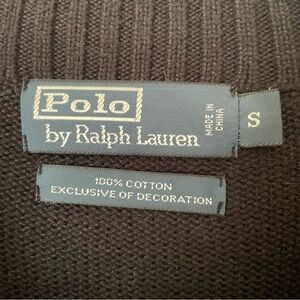 Polo
by Ralph Lauren
MADE IN
CHINA
S
100% COTTON
EXCLUSIVE OF DECORATION